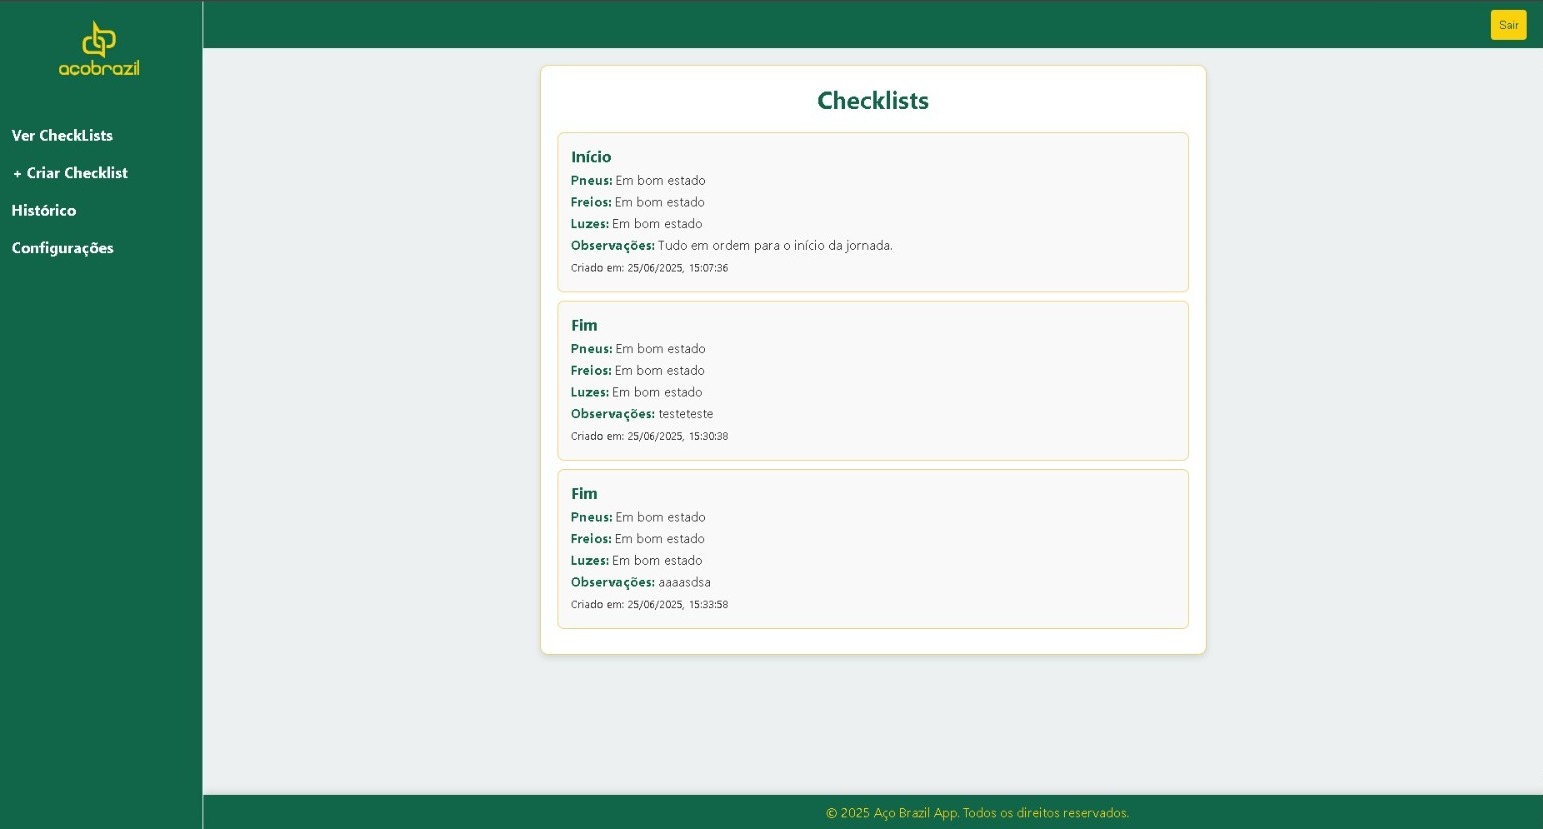 açobrazil
Ver CheckLists
+ Criar Checklist
Histórico
Configurações
Sair
Checklists
Início
Pneus: Em bom estado
Freios: Em bom estado
Luzes: Em bom estado
Observações: Tudo em ordem para o início da jornada.
Criado em: 25/06/2025, 15:07:36
Fim
Pneus: Em bom estado
Freios: Em bom estado
Luzes: Em bom estado
Observações: testeteste
Criado em: 25/06/2025, 15:30:38
Fim
Pneus: Em bom estado
Freios: Em bom estado
Luzes: Em bom estado
Observações: aaaasdsa
Criado em: 25/06/2025, 15:33:58
© 2025 Aço Brazil App. Todos os direitos reservados.